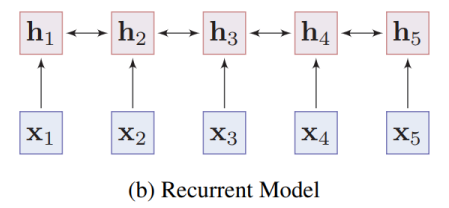 h1 h2 h3 h4 h5
x1 x2 x3 x4 x5
(b) Recurrent Model